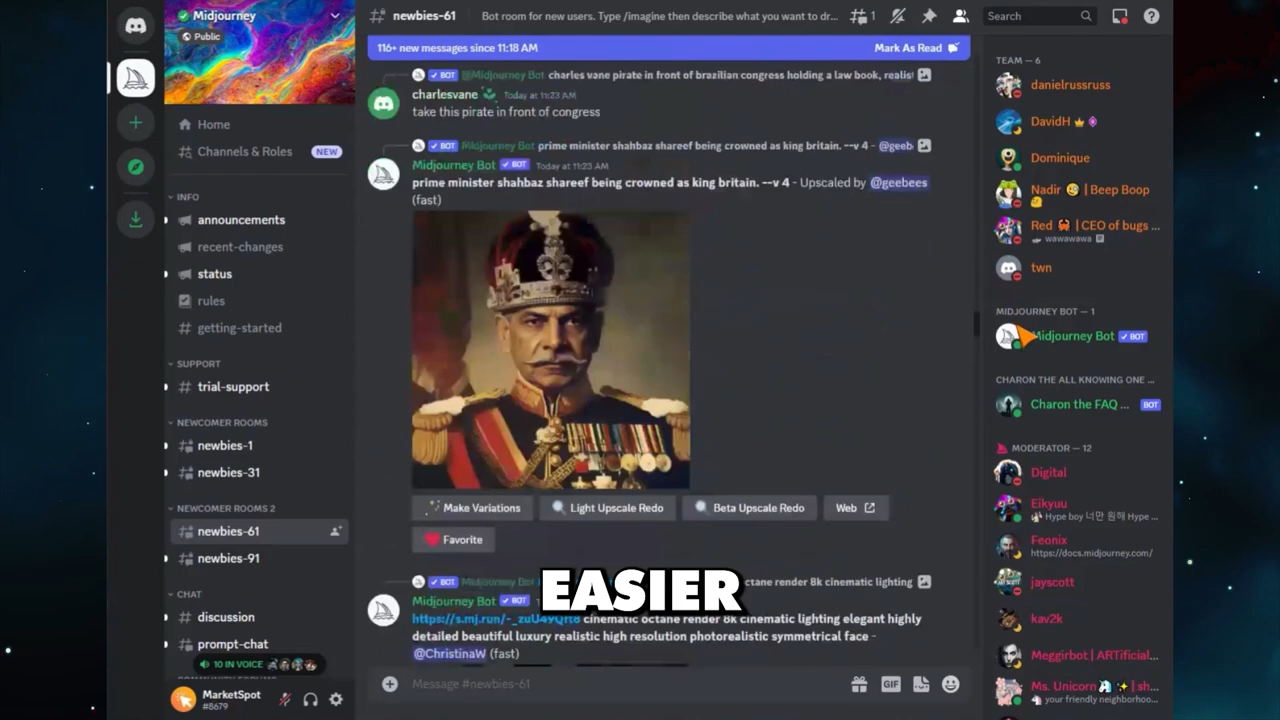 Midjourney
Public
Home
Channels & Roles NEW
INFO
announcements
recent-changes
status
rules
getting-started
SUPPORT
trial-support
NEWCOMER ROOMS
newbies-1
newbies-31
NEWCOMER ROOMS 2
newbies-61
newbies-91
CHAT
discussion
prompt-chat
10 IN VOICE
MarketSpot
#8679
newbies-61 Bot room for new users. Type /imagine then describe what you want to dr... 1 Search
116+ new messages since 11:18 AM Mark As Read
BOT @Midjourney Bot charles vane pirate in front of brazilian congress holding a law book, realis
charlesvane Today at 11:23 AM
take this pirate in front of congress
BOT Midjourney Bot prime minister shahbaz shareef being crowned as king britain. --v 4 - @geeb
Midjourney Bot BOT Today at 11:23 AM
prime minister shahbaz shareef being crowned as king britain. --v 4 - Upscaled by @geebees
(fast)
Make Variations Light Upscale Redo Beta Upscale Redo Web
Favorite
EASIER
BOT Midjourney Bot octane render 8k cinematic lighting
Midjourney Bot BOT
https://s.mj.run/-_zuU49Qft8 cinematic octane render 8k cinematic lighting elegant highly
detailed beautiful luxury realistic high resolution photorealistic symmetrical face -
@ChristinaW (fast)
Message #newbies-61
GIF
TEAM — 6
danielrussruss
DavidH
Dominique
Nadir | Beep Boop
Red | CEO of bugs ...
wawawawa
twn
MIDJOURNEY BOT — 1
Midjourney Bot BOT
CHARON THE ALL KNOWING ONE ...
Charon the FAQ ... BOT
MODERATOR — 12
Digital
Eikyuu
Hype boy 너만 원해 Hype ...
Feonix
https://docs.midjourney.com/
jayscott
kav2k
Meggirbot | ARTificial...
Ms. Unicorn | sh...
your friendly neighborhoo...